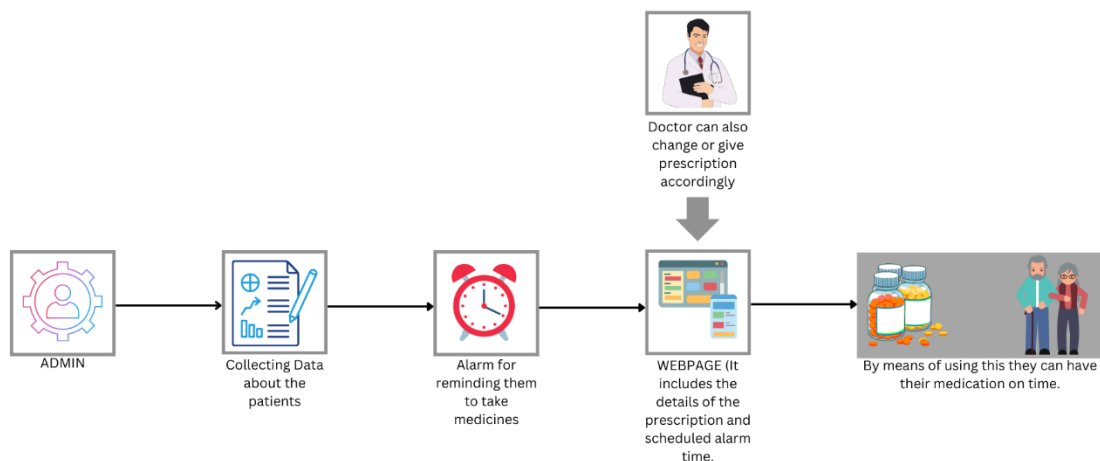 Doctor can also
change or give
prescription
accordingly
ADMIN
Collecting Data
about the
patients
Alarm for
reminding them
to take
medicines
WEBPAGE (It
includes the
details of the
prescription and
scheduled alarm
time.
By means of using this they can have
their medication on time.